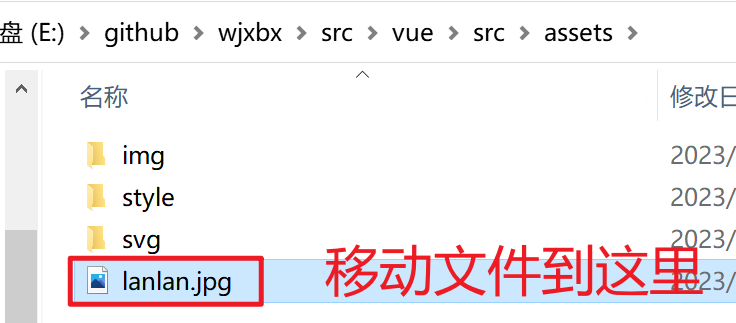 盘 (E:) > github > wjxbx > src > vue > src > assets >
名称 修改日
img 2023/
style 2023/
svg 2023/
lanlan.jpg 移动文件到这里 2023/